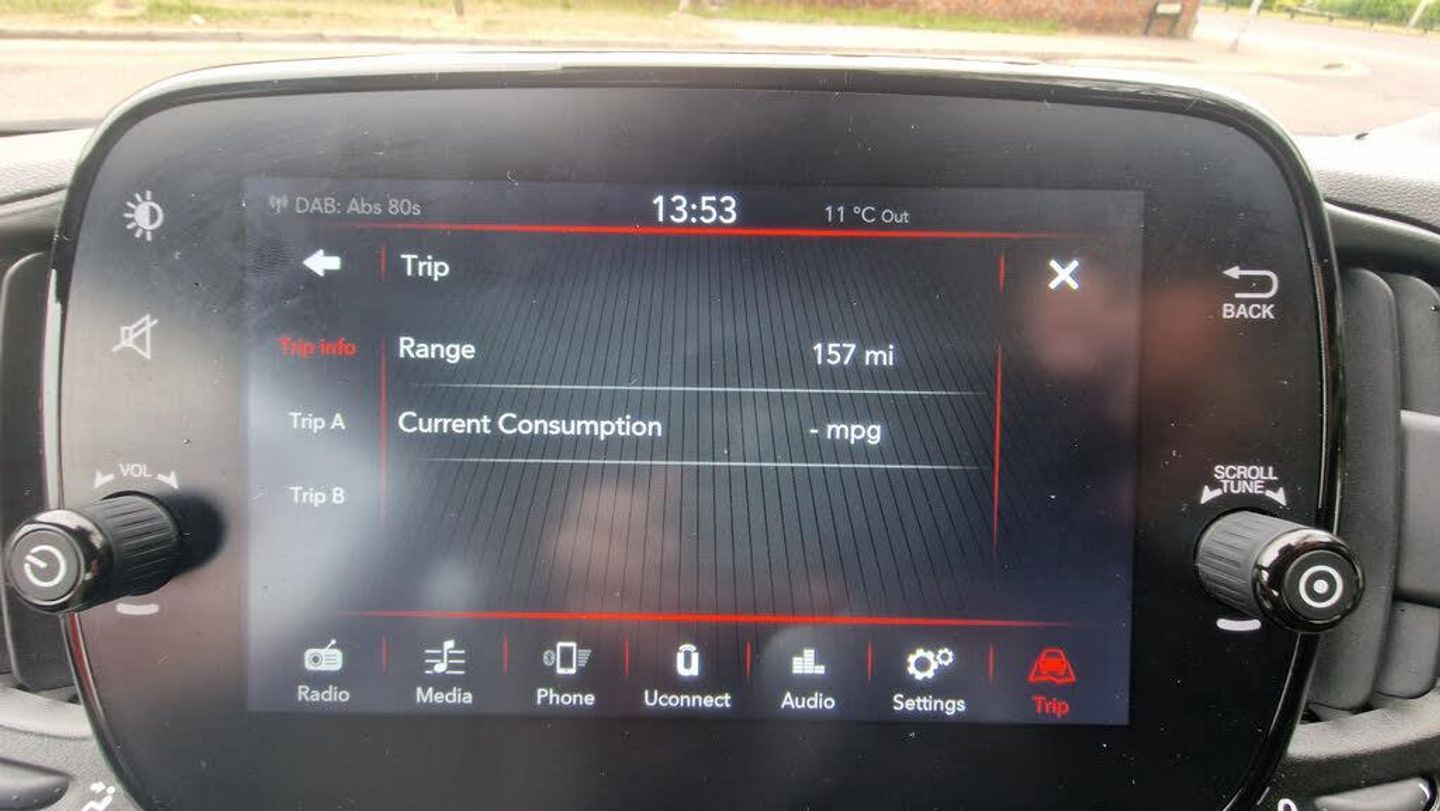 DAB: Abs 80s
13:53
11 °C Out
Trip
BACK
Trip info
Range
157 mi
Trip A
Current Consumption
- mpg
VOL
Trip B
SCROLL
TUNE
Radio
Media
Phone
Uconnect
Audio
Settings
Trip